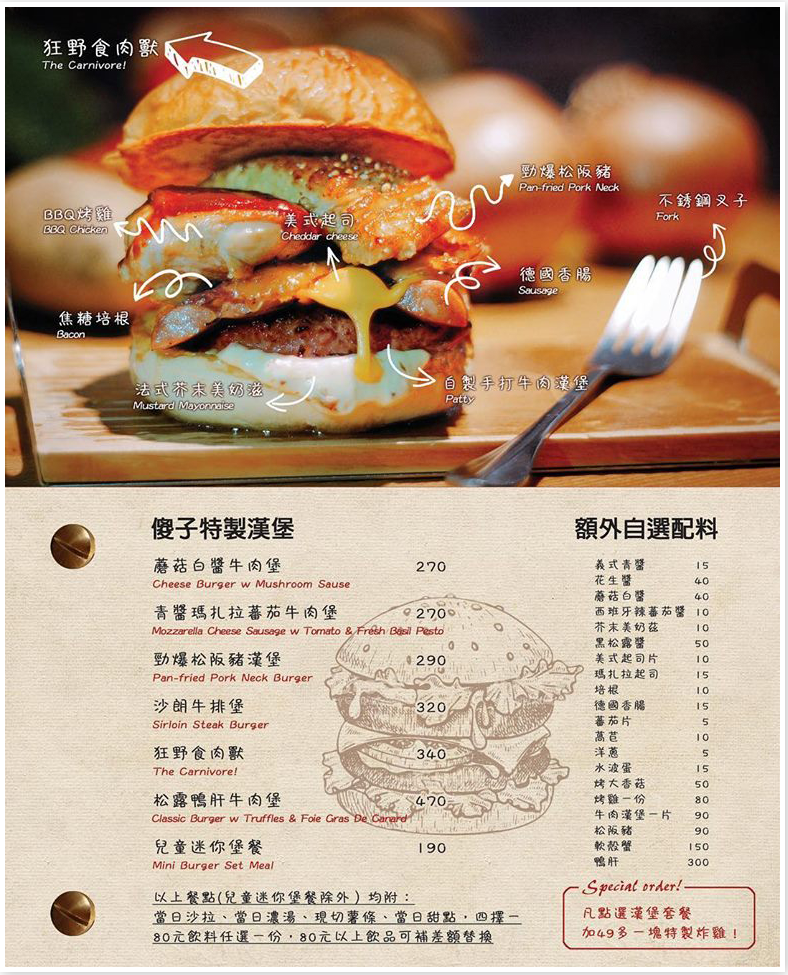 狂野食肉獸
The Carnivore!
勁爆松阪豬
Pan-fried Pork Neck
不銹鋼叉子
Fork
BBQ烤雞
BBQ Chicken
美式起司
Cheddar cheese
德國香腸
Sausage
焦糖培根
Bacon
法式芥末美奶滋
Mustard Mayonnaise
自製手打牛肉漢堡
Patty
傻子特製漢堡
蘑菇白醬牛肉堡 270
Cheese Burger w Mushroom Sause
青醬瑪扎拉蕃茄牛肉堡 270
Mozzarella Cheese Sausage w Tomato & Fresh Basil Pesto
勁爆松阪豬漢堡 290
Pan-fried Pork Neck Burger
沙朗牛排堡 320
Sirloin Steak Burger
狂野食肉獸 340
The Carnivore!
松露鴨肝牛肉堡 470
Classic Burger w Truffles & Foie Gras De Canard
兒童迷你堡餐 190
Mini Burger Set Meal
以上餐點(兒童迷你堡餐除外)均附：
當日沙拉、當日濃湯、現切薯條、當日甜點，四擇一
80元飲料任選一份，80元以上飲品可補差額替換
額外自選配料
義式青醬 15
花生醬 40
蘑菇白醬 40
西班牙辣蕃茄醬 10
芥末美奶茲 10
黑松露醬 50
美式起司片 10
瑪扎拉起司 15
培根 10
德國香腸 15
蕃茄片 5
萵苣 10
洋蔥 5
水波蛋 15
烤大香菇 50
烤雞一份 80
牛肉漢堡一片 90
松阪豬 90
軟殼蟹 150
鴨肝 300
Special order!
凡點選漢堡套餐
加49多一塊特製炸雞！